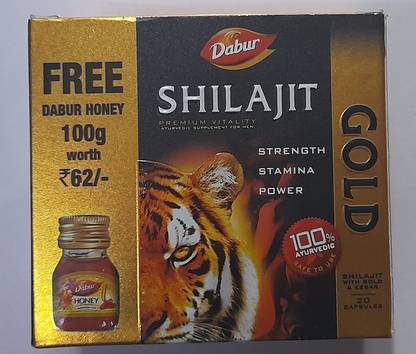 FREE
DABUR HONEY
100g
worth
₹62/-
Dabur
HONEY
Dabur
SHILAJIT
PREMIUM VITALITY
AYURVEDIC SUPPLEMENT FOR MEN
STRENGTH
STAMINA
POWER
100%
AYURVEDIC
SAFE TO USE
GOLD
SHILAJIT
WITH GOLD
& KESAR
20
CAPSULES